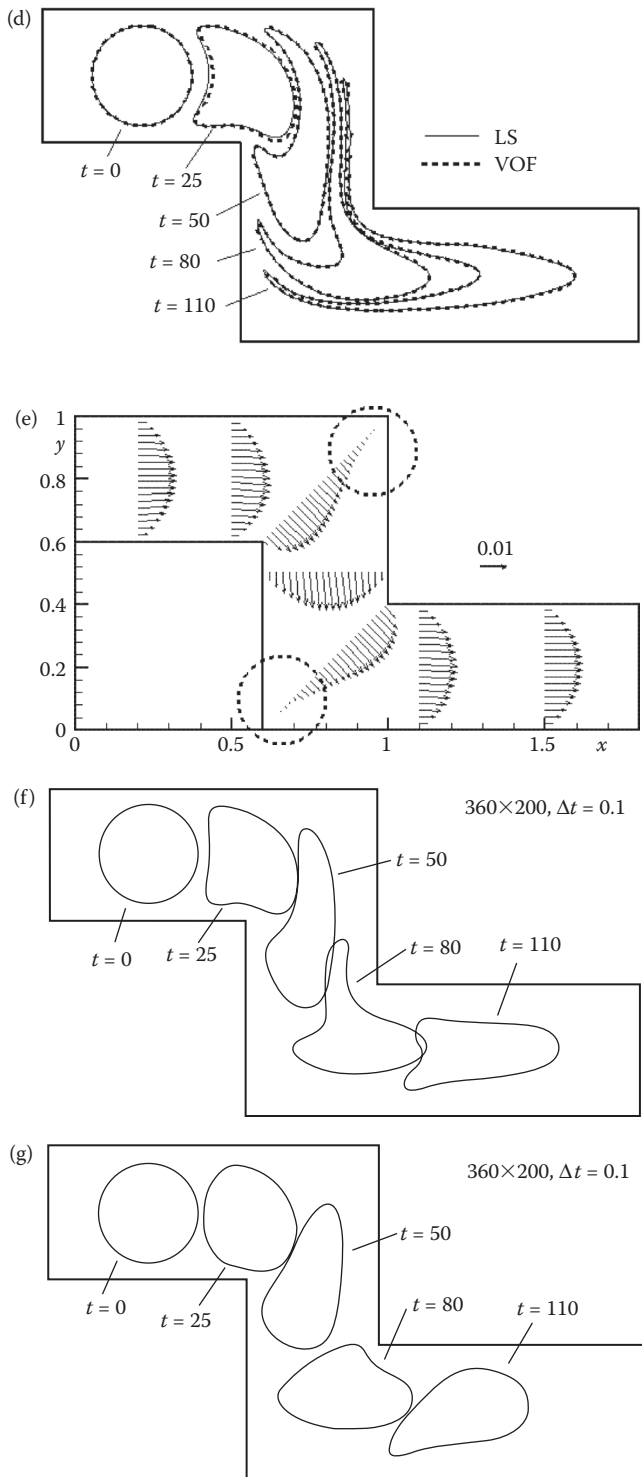 (d)
LS
VOF
t = 0
t = 25
t = 50
t = 80
t = 110
(e)
1
y
0.8
0.6
0.4
0.2
0
0.01
0
0.5
1
1.5
x
(f)
360×200, Δt = 0.1
t = 50
t = 0
t = 25
t = 80
t = 110
(g)
360×200, Δt = 0.1
t = 50
t = 0
t = 25
t = 80
t = 110